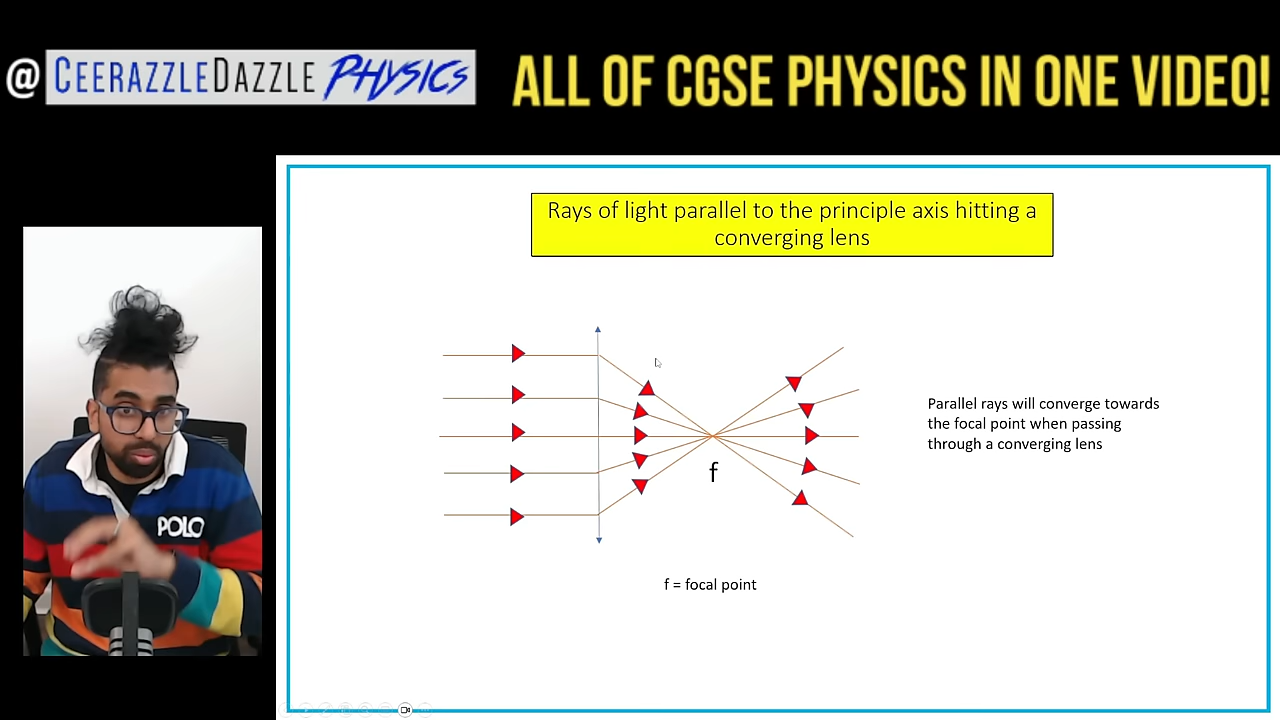 @ CEERAZZLEDAZZLE PHYSICS
ALL OF CGSE PHYSICS IN ONE VIDEO!
Rays of light parallel to the principle axis hitting a
converging lens
Parallel rays will converge towards
the focal point when passing
through a converging lens
f
f = focal point
POLO